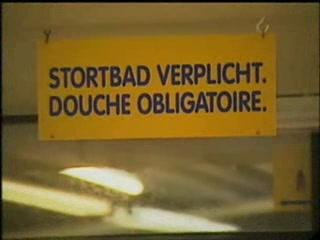 STORTBAD VERPLICHT.
DOUCHE OBLIGATOIRE.